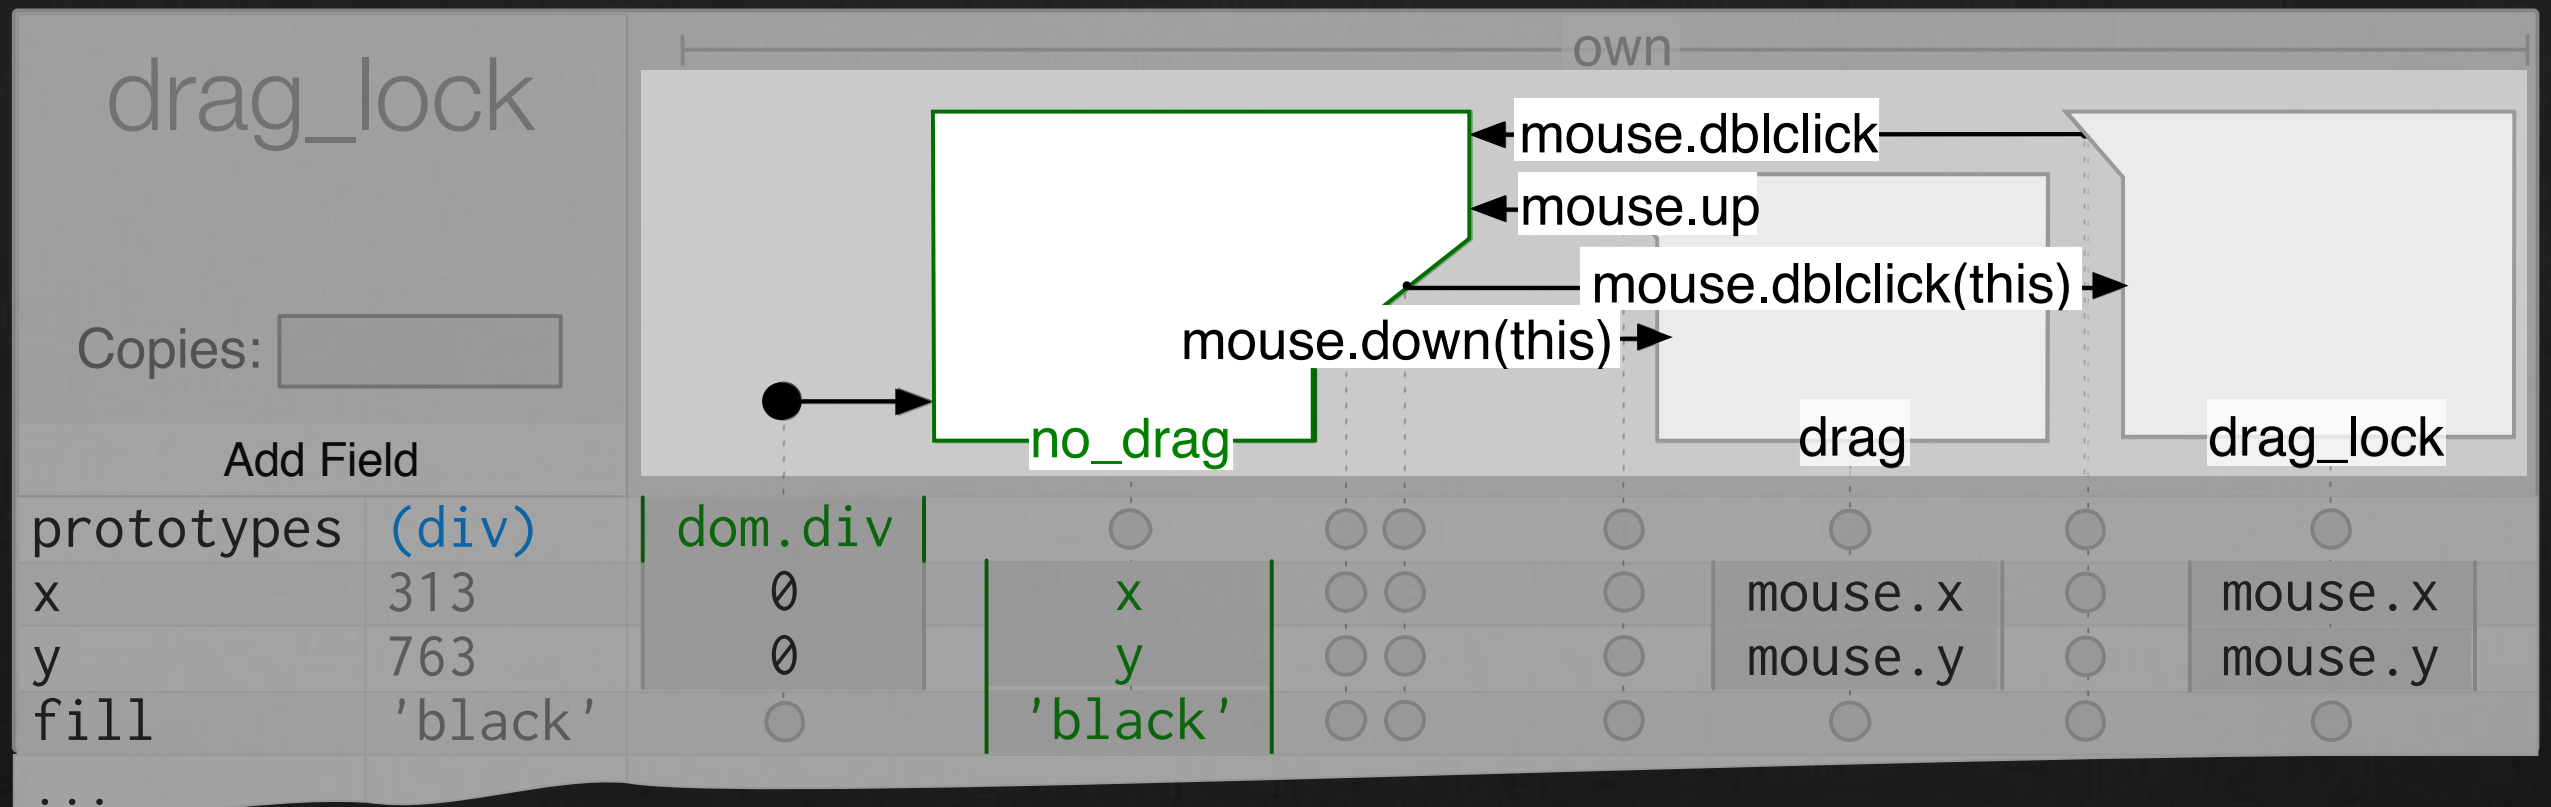 own
drag_lock
mouse.dblclick
mouse.up
mouse.dblclick(this)
mouse.down(this)
Copies:
no_drag
drag
drag_lock
Add Field
prototypes (div) dom.div
x 313 0 x mouse.x mouse.x
y 763 0 y mouse.y mouse.y
fill 'black' 'black'
...